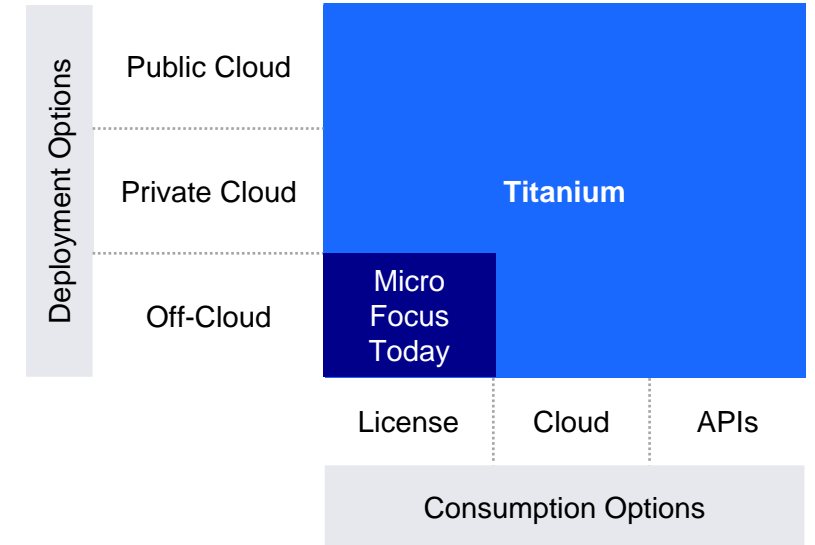 Deployment Options
Public Cloud
Private Cloud
Off-Cloud
Titanium
Micro
Focus
Today
License
Cloud
APIs
Consumption Options